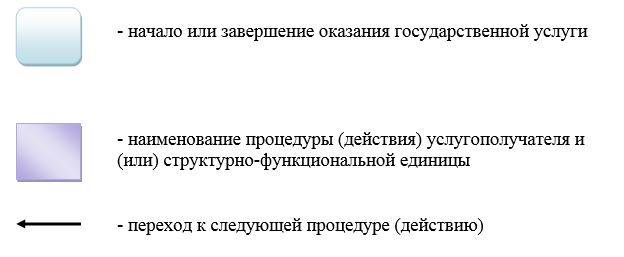 - начало или завершение оказания государственной услуги
- наименование процедуры (действия) услугополучателя и
(или) структурно-функциональной единицы
- переход к следующей процедуре (действию)